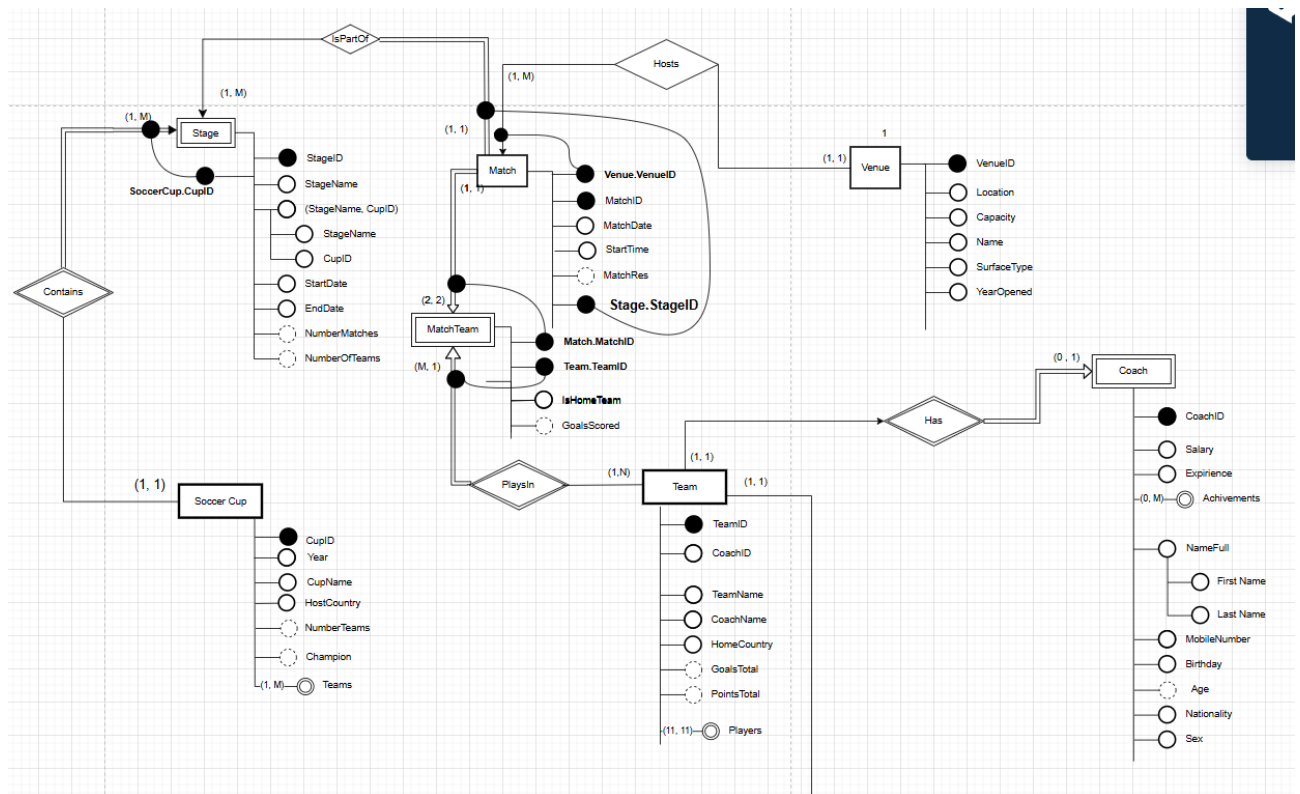 IsPartOf
Hosts
(1, M)
(1, M)
(1, M)
Stage
SoccerCup.CupID
StageID
StageName
(StageName, CupID)
StageName
CupID
StartDate
EndDate
NumberMatches
NumberOfTeams
(1, 1)
Match
(1, 1)
Venue.VenueID
MatchID
MatchDate
StartTime
MatchRes
Stage.StageID
1
(1, 1)
Venue
VenueID
Location
Capacity
Name
SurfaceType
YearOpened
Contains
(2, 2)
MatchTeam
(M, 1)
Match.MatchID
Team.TeamID
IsHomeTeam
GoalsScored
(0 , 1)
Coach
CoachID
Salary
Expirience
(0, M)
Achivements
NameFull
First Name
Last Name
MobileNumber
Birthday
Age
Nationality
Sex
Has
(1, 1)
(1, 1)
Soccer Cup
CupID
Year
CupName
HostCountry
NumberTeams
Champion
(1, M)
Teams
PlaysIn
(1,N)
Team
(1, 1)
TeamID
CoachID
TeamName
CoachName
HomeCountry
GoalsTotal
PointsTotal
(11, 11)
Players